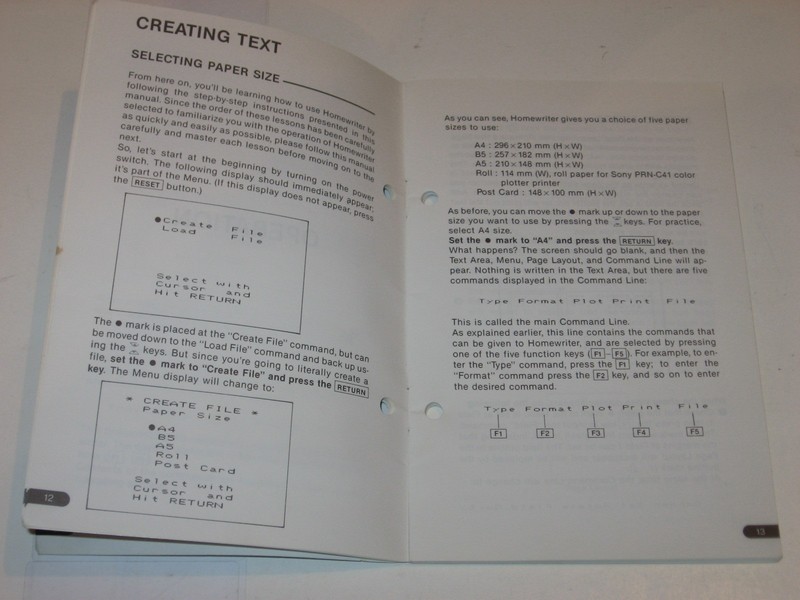 CREATING TEXT
SELECTING PAPER SIZE
From here on, you'll be learning how to use Homewriter by
following the step-by-step instructions presented in this
manual. Since the order of these lessons has been carefully
selected to familiarize you with the operation of Homewriter
as quickly and easily as possible, please follow this manual
carefully and master each lesson before moving on to the
next.
So, let's start at the beginning by turning on the power
switch. The following display should immediately appear;
it's part of the Menu. (If this display does not appear, press
the RESET button.)
●Create File
Load File
Select with
Cursor and
Hit RETURN
The ● mark is placed at the "Create File" command, but can
be moved down to the "Load File" command and back up us-
ing the keys. But since you're going to literally create a
file, set the ● mark to "Create File" and press the RETURN
key. The Menu display will change to:
* CREATE FILE *
Paper Size
●A4
B5
A5
Roll
Post Card
Select with
Cursor and
Hit RETURN
12
As you can see, Homewriter gives you a choice of five paper
sizes to use:
A4 : 296×210 mm (H×W)
B5 : 257×182 mm (H×W)
A5 : 210×148 mm (H×W)
Roll : 114 mm (W), roll paper for Sony PRN-C41 color
plotter printer
Post Card : 148×100 mm (H×W)
As before, you can move the ● mark up or down to the paper
size you want to use by pressing the keys. For practice,
select A4 size.
Set the ● mark to "A4" and press the RETURN key.
What happens? The screen should go blank, and then the
Text Area, Menu, Page Layout, and Command Line will ap-
pear. Nothing is written in the Text Area, but there are five
commands displayed in the Command Line:
Type Format Plot Print File
This is called the main Command Line.
As explained earlier, this line contains the commands that
can be given to Homewriter, and are selected by pressing
one of the five function keys (F1–F5). For example, to en-
ter the "Type" command, press the F1 key; to enter the
"Format" command press the F2 key, and so on to enter
the desired command.
Type Format Plot Print File
F1 F2 F3 F4 F5
13